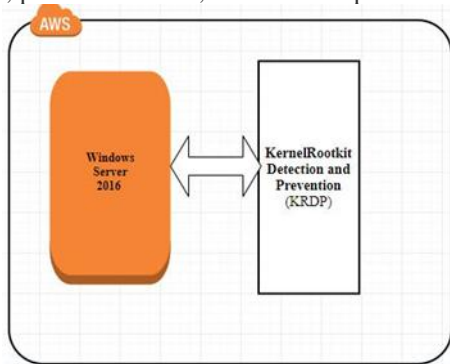 AWS
Windows
Server
2016
KernelRootkit
Detection and
Prevention
(KRDP)